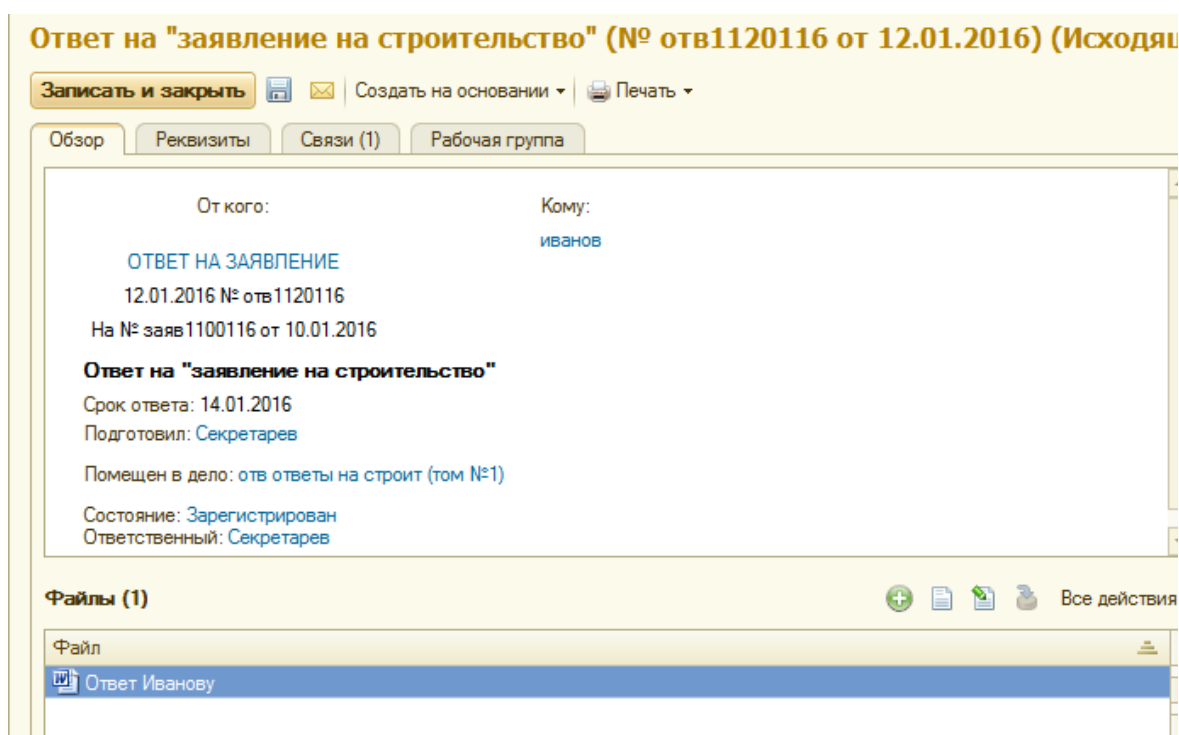 Ответ на "заявление на строительство" (№ отв1120116 от 12.01.2016) (Исходящ
Записать и закрыть Создать на основании Печать
Обзор Реквизиты Связи (1) Рабочая группа
От кого: Кому:
иванов
ОТВЕТ НА ЗАЯВЛЕНИЕ
12.01.2016 № отв1120116
На № заяв1100116 от 10.01.2016
Ответ на "заявление на строительство"
Срок ответа: 14.01.2016
Подготовил: Секретарев
Помещен в дело: отв ответы на строит (том №1)
Состояние: Зарегистрирован
Ответственный: Секретарев
Файлы (1) Все действия
Файл
Ответ Иванову